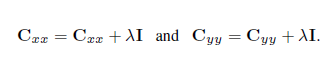 C_{xx} = C_{xx} + λI and C_{yy} = C_{yy} + λI.